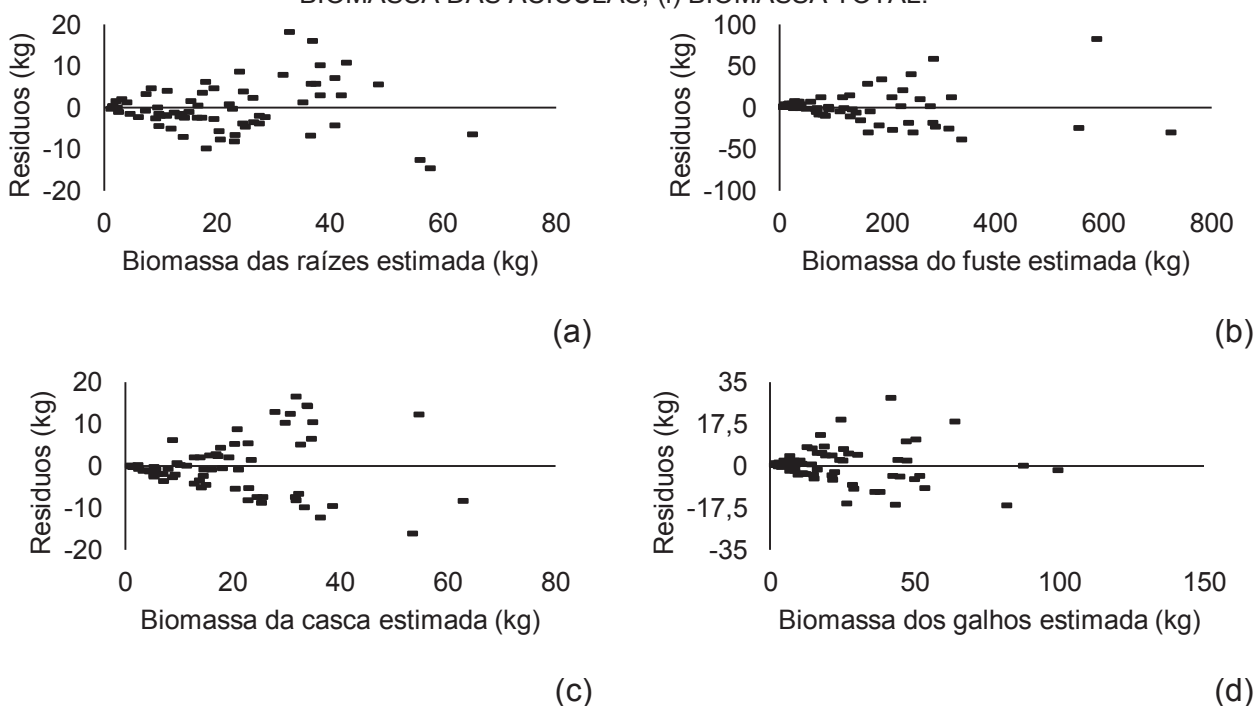 BIOMASSA DAS ACÍCULAS; (f) BIOMASSA TOTAL.
20
10
0
-10
-20
Resíduos (kg)
0 20 40 60 80
Biomassa das raízes estimada (kg)
(a)
100
50
0
-50
-100
Resíduos (kg)
0 200 400 600 800
Biomassa do fuste estimada (kg)
(b)
20
10
0
-10
-20
Resíduos (kg)
0 20 40 60 80
Biomassa da casca estimada (kg)
(c)
35
17,5
0
-17,5
-35
Resíduos (kg)
0 50 100 150
Biomassa dos galhos estimada (kg)
(d)